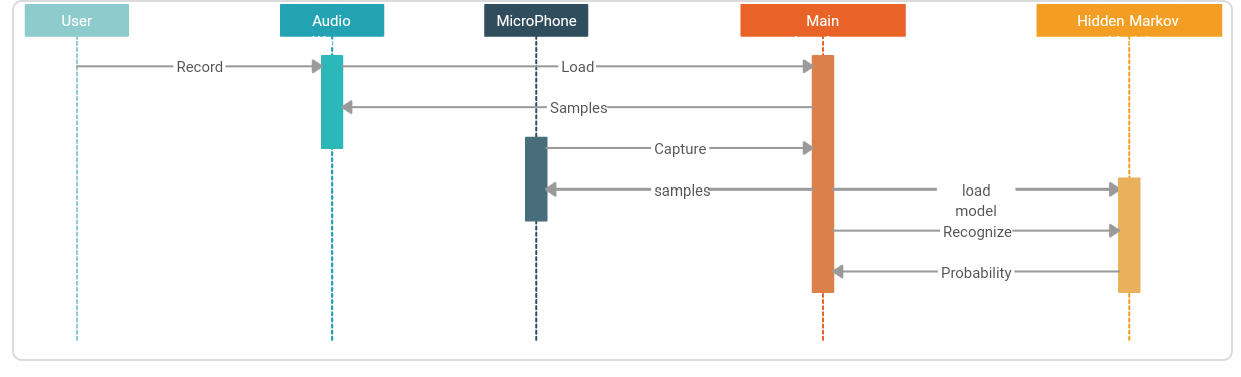 User
Audio
MicroPhone
Main
Hidden Markov
Record
Load
Samples
Capture
samples
load
model
Recognize
Probability